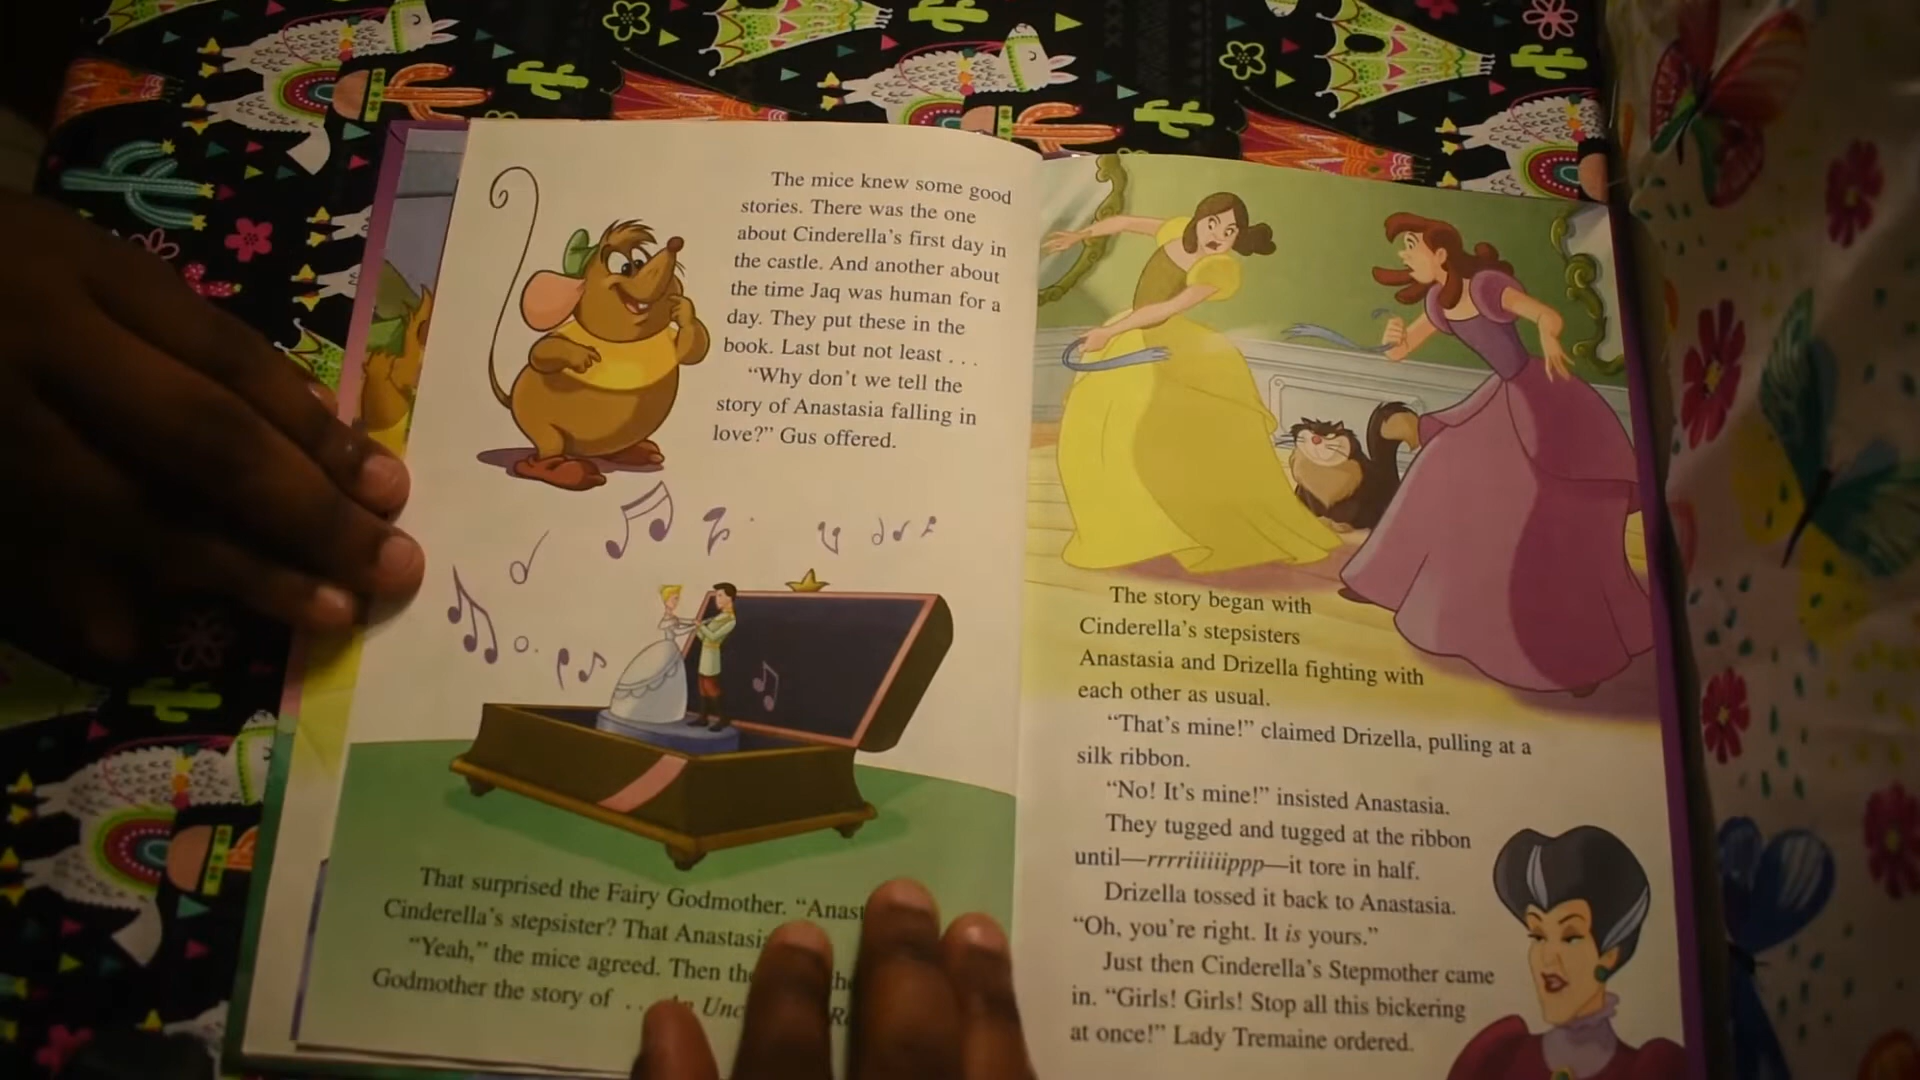 The mice knew some good
stories. There was the one
about Cinderella's first day in
the castle. And another about
the time Jaq was human for a
day. They put these in the
book. Last but not least . . .
"Why don't we tell the
story of Anastasia falling in
love?" Gus offered.
That surprised the Fairy Godmother. "Anast
Cinderella's stepsister? That Anastasi
"Yeah," the mice agreed. Then the
Godmother the story of . . . Unc
The story began with
Cinderella's stepsisters
Anastasia and Drizella fighting with
each other as usual.
"That's mine!" claimed Drizella, pulling at a
silk ribbon.
"No! It's mine!" insisted Anastasia.
They tugged and tugged at the ribbon
until—rrrriiiiiippp—it tore in half.
Drizella tossed it back to Anastasia.
"Oh, you're right. It is yours."
Just then Cinderella's Stepmother came
in. "Girls! Girls! Stop all this bickering
at once!" Lady Tremaine ordered.